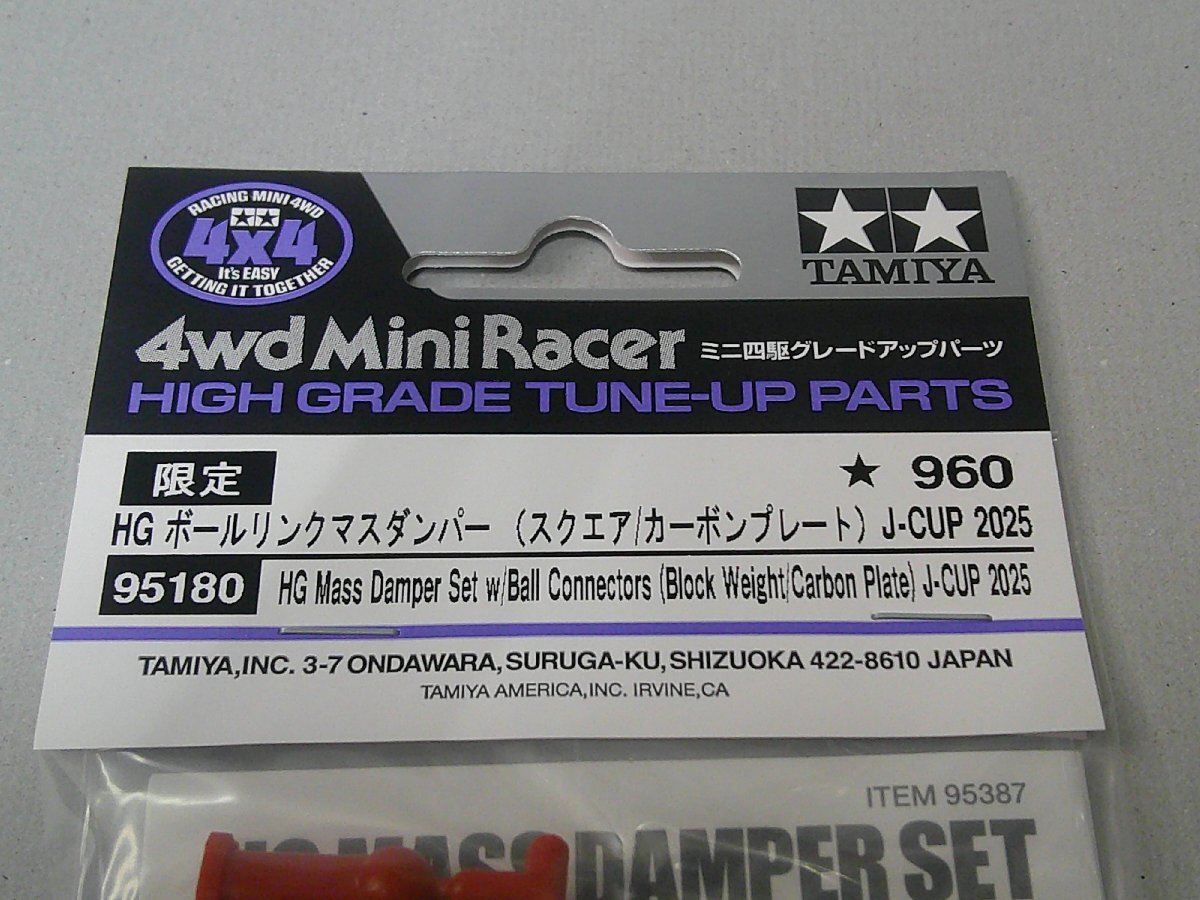 RACING MINI 4WD
4x4
It's EASY
GETTING IT TOGETHER
TAMIYA
4wd Mini Racer ミニ四駆グレードアップパーツ
HIGH GRADE TUNE-UP PARTS
限定 ★ 960
HG ボールリンクマスダンパー (スクエア/カーボンプレート) J-CUP 2025
95180 HG Mass Damper Set w/Ball Connectors (Block Weight/Carbon Plate) J-CUP 2025
TAMIYA,INC. 3-7 ONDAWARA, SURUGA-KU, SHIZUOKA 422-8610 JAPAN
TAMIYA AMERICA,INC. IRVINE,CA
ITEM 95387
HG MASS DAMPER SET